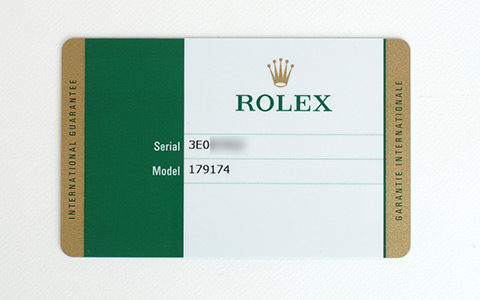 INTERNATIONAL GUARANTEE
ROLEX
Serial 3E0
Model 179174
GARANTIE INTERNATIONALE